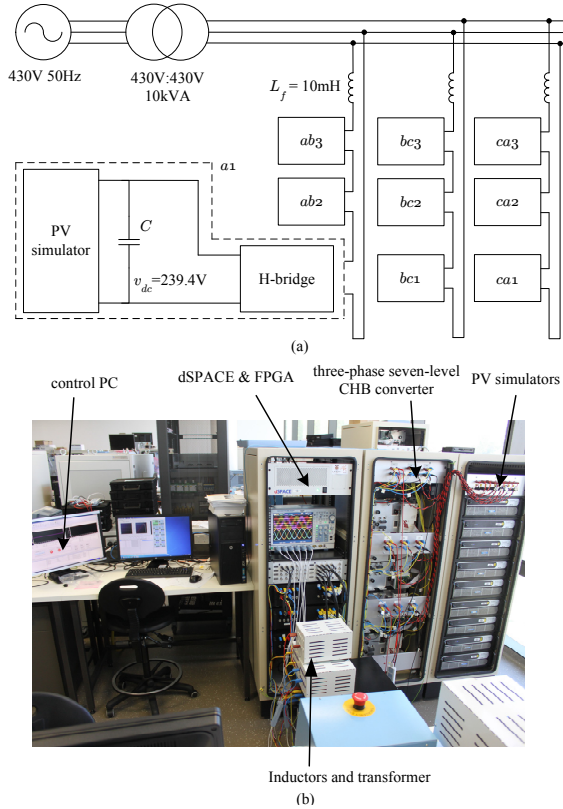 430V 50Hz
430V:430V
10kVA
L_f = 10mH
ab3
bc3
ca3
a1
ab2
bc2
ca2
PV
simulator
C
v_dc=239.4V
H-bridge
bc1
ca1
(a)
control PC
dSPACE & FPGA
three-phase seven-level
CHB converter
PV simulators
dSPACE
Inductors and transformer
(b)